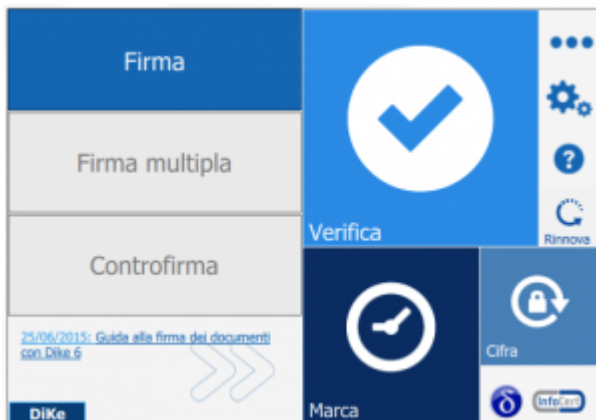 Firma
Firma multipla
Controfirma
25/06/2015: Guida alla firma dei documenti
con Dike 6
DiKe
Verifica
Marca
Cifra
Rinnova
?
δ
InfoCert